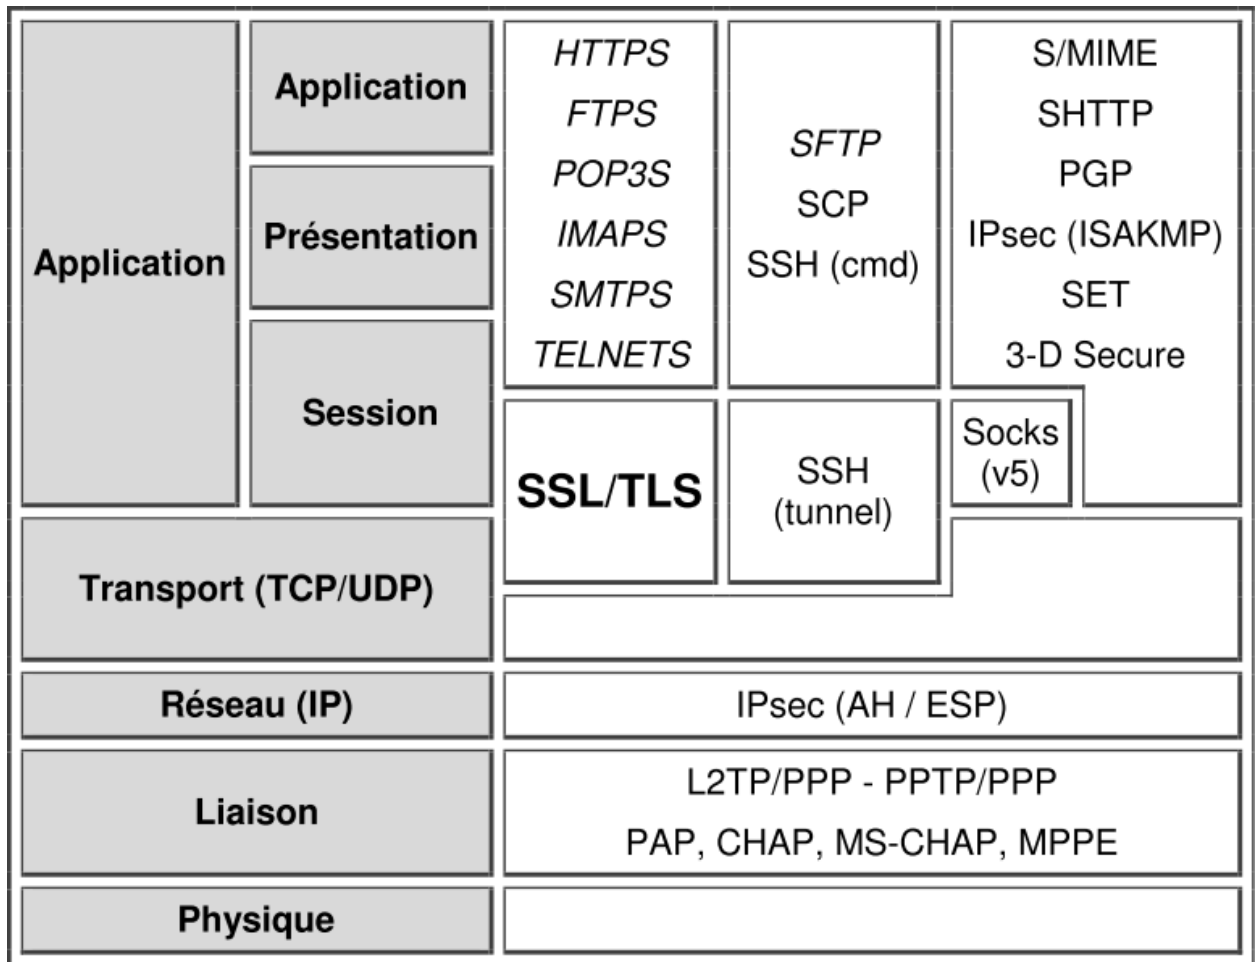 Application
Application
Présentation
Session
HTTPS
FTPS
POP3S
IMAPS
SMTPS
TELNETS
SFTP
SCP
SSH (cmd)
S/MIME
SHTTP
PGP
IPsec (ISAKMP)
SET
3-D Secure
SSL/TLS
SSH
(tunnel)
Socks
(v5)
Transport (TCP/UDP)
Réseau (IP)
IPsec (AH / ESP)
Liaison
L2TP/PPP - PPTP/PPP
PAP, CHAP, MS-CHAP, MPPE
Physique